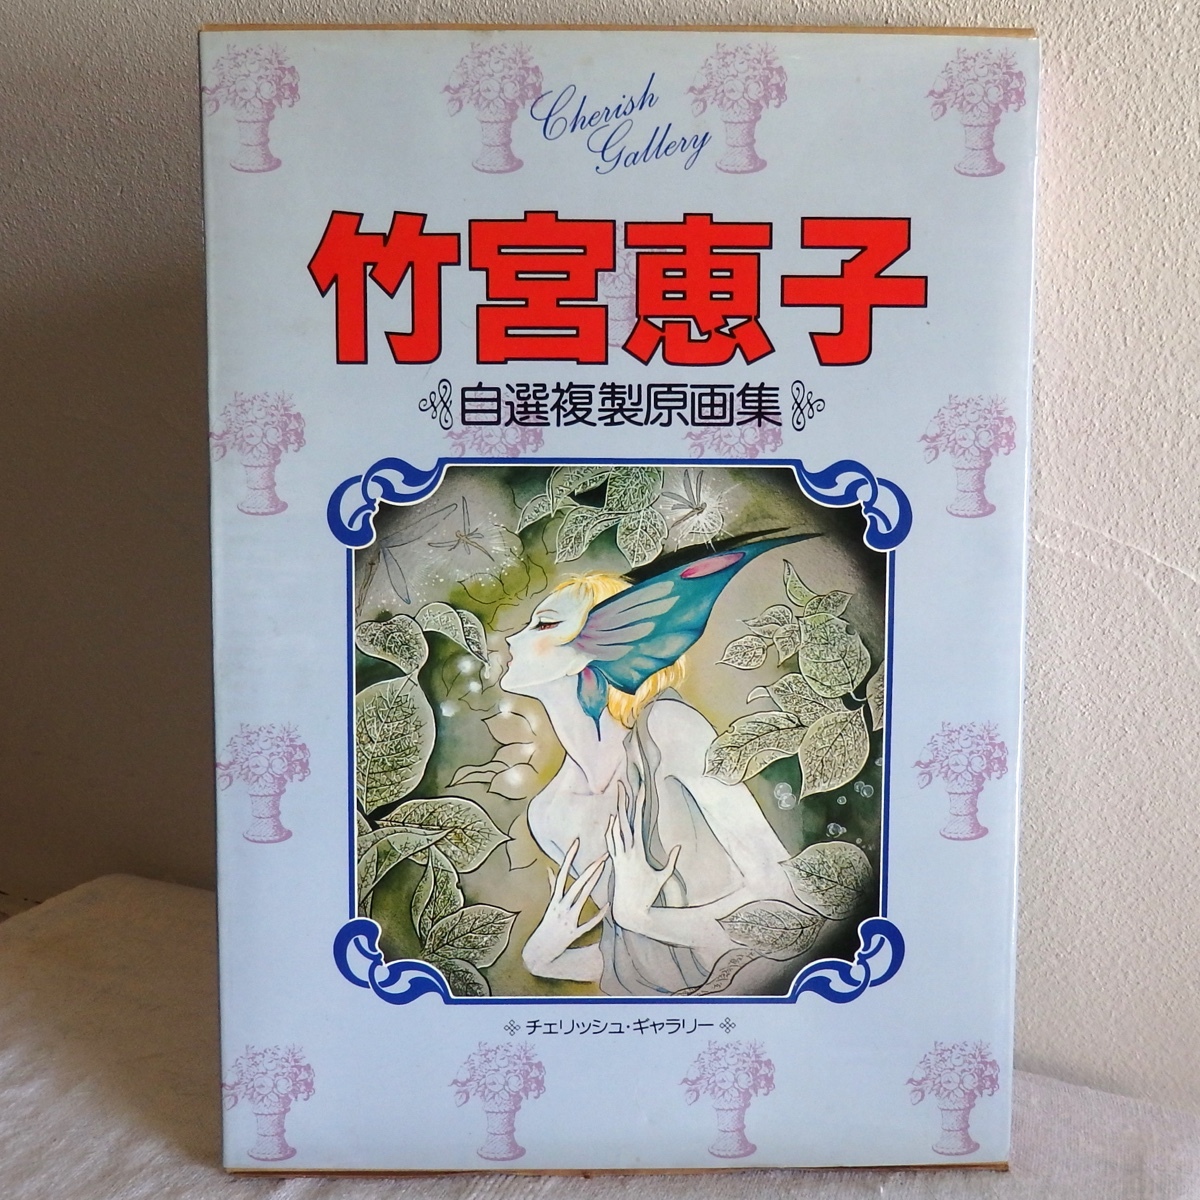 Cherish
Gallery
竹宮恵子
自選複製原画集
チェリッシュ・ギャラリー